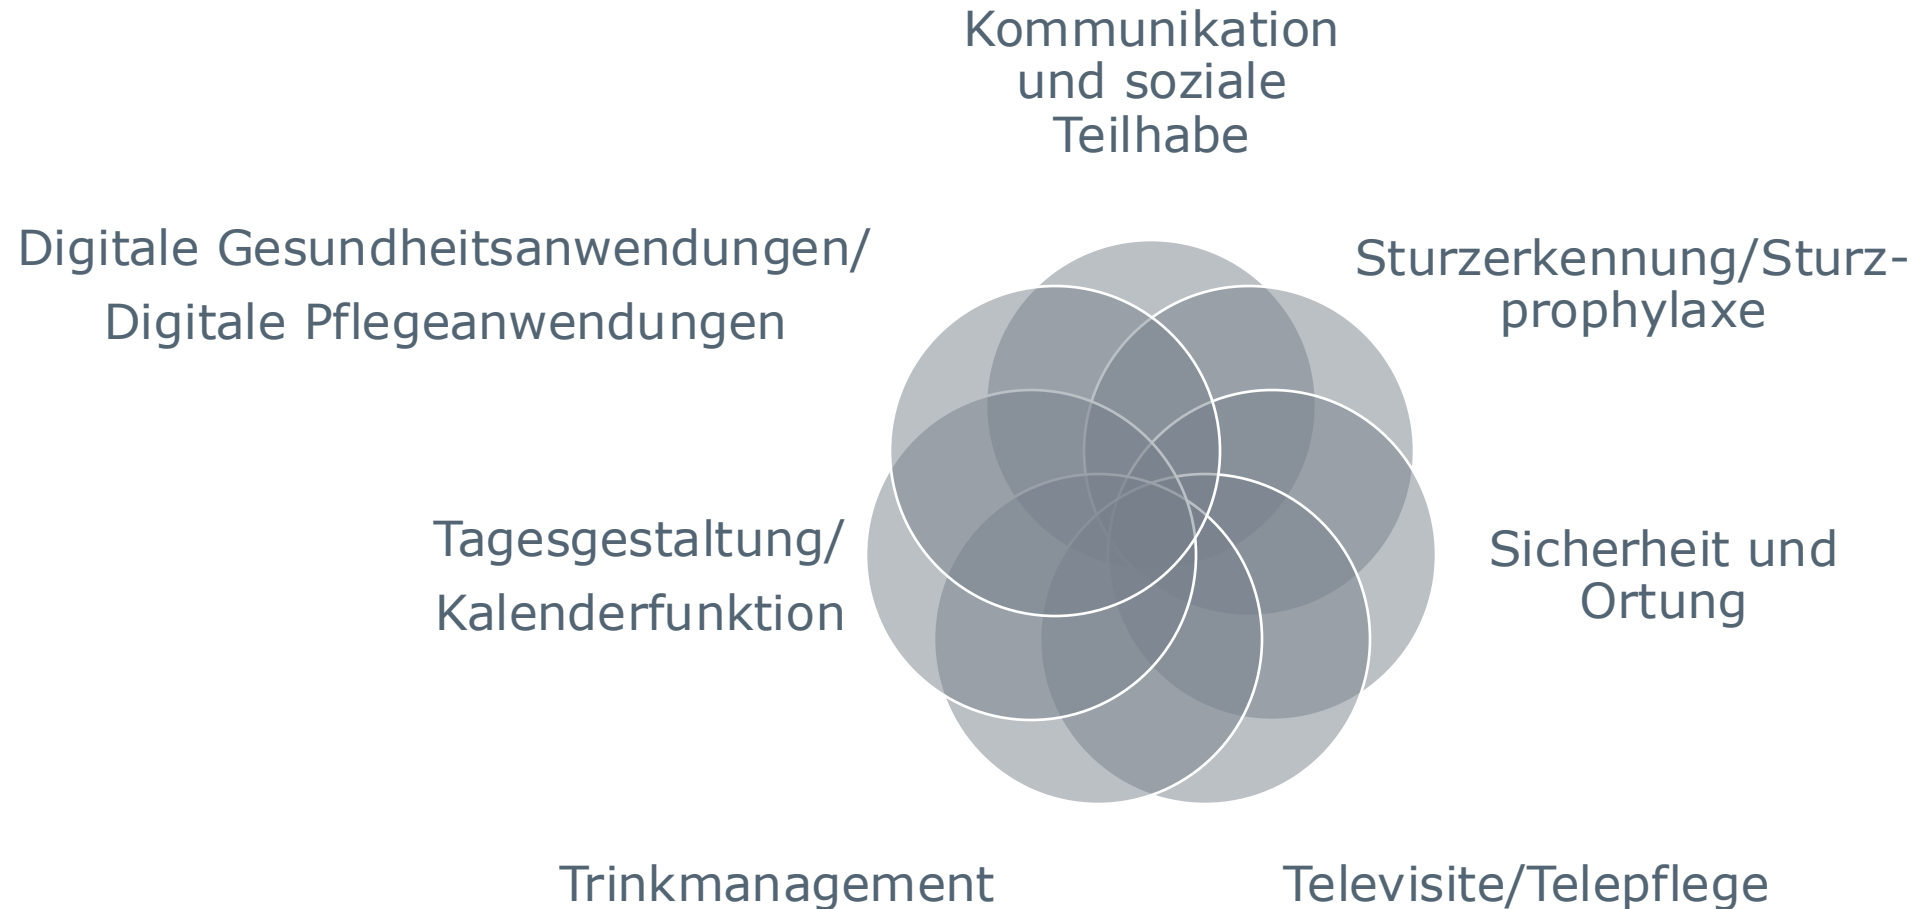 Kommunikation
und soziale
Teilhabe
Digitale Gesundheitsanwendungen/
Digitale Pflegeanwendungen
Sturzerkennung/Sturz-
prophylaxe
Tagesgestaltung/
Kalenderfunktion
Sicherheit und
Ortung
Trinkmanagement
Televisite/Telepflege